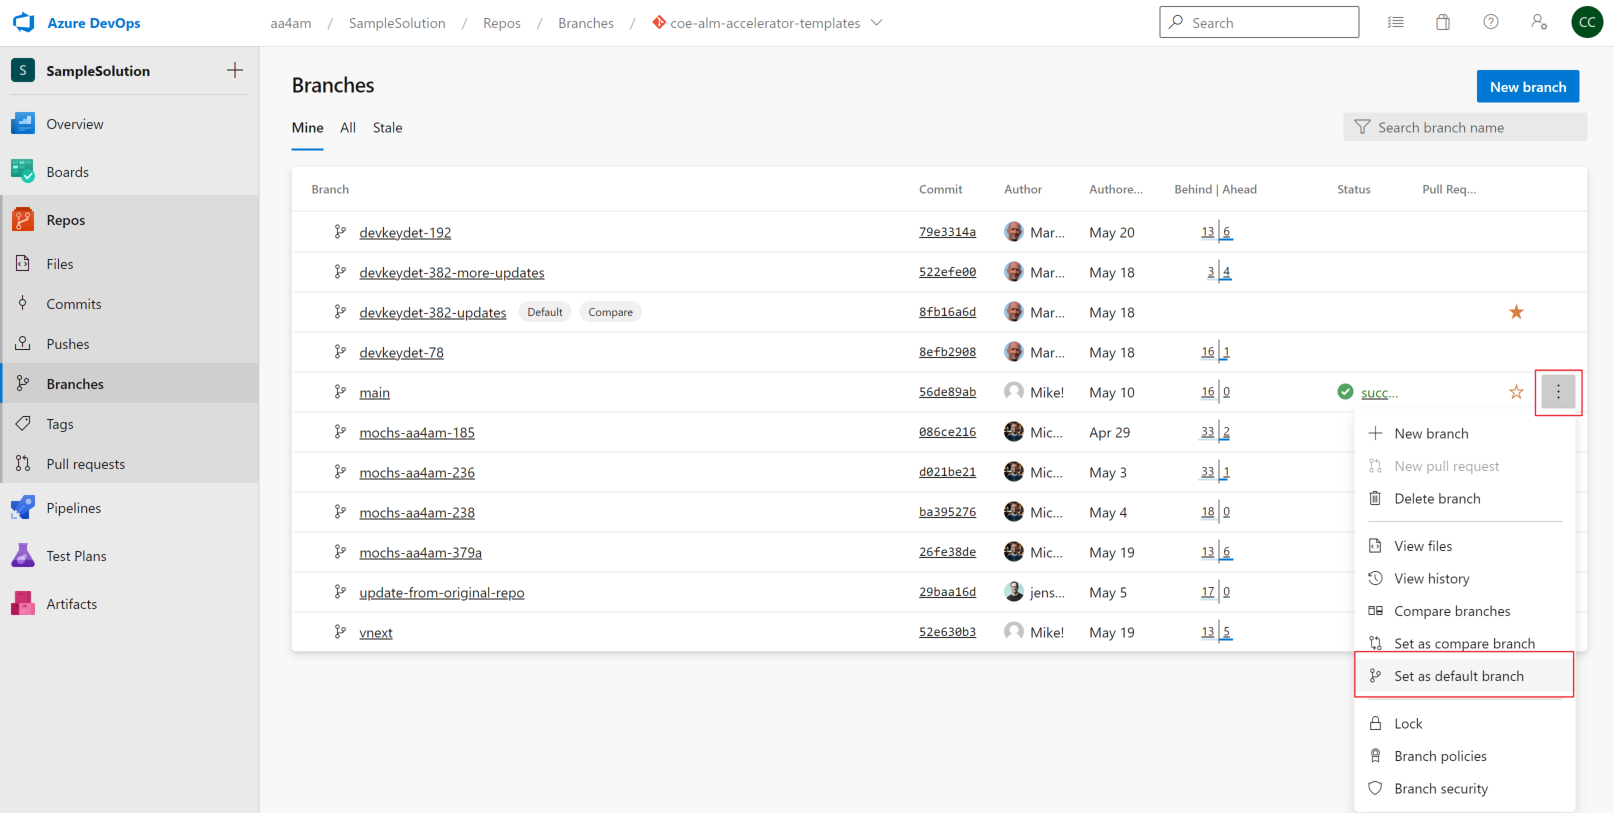 Azure DevOps
aa4am / SampleSolution / Repos / Branches / coe-alm-accelerator-templates
Search
CC
S SampleSolution
Overview
Boards
Repos
Files
Commits
Pushes
Branches
Tags
Pull requests
Pipelines
Test Plans
Artifacts
Branches
New branch
Mine All Stale
Search branch name
Branch Commit Author Authore... Behind | Ahead Status Pull Req...
devkeydet-192 79e3314a Mar... May 20 13 6
devkeydet-382-more-updates 522efe00 Mar... May 18 3 4
devkeydet-382-updates Default Compare 8fb16a6d Mar... May 18
devkeydet-78 8efb2908 Mar... May 18 16 1
main 56de89ab Mike! May 10 16 0 succ...
mochs-aa4am-185 086ce216 Mic... Apr 29 33 2
mochs-aa4am-236 d021be21 Mic... May 3 33 1
mochs-aa4am-238 ba395276 Mic... May 4 18 0
mochs-aa4am-379a 26fe38de Mic... May 19 13 6
update-from-original-repo 29baa16d jens... May 5 17 0
vnext 52e630b3 Mike! May 19 13 5
New branch
New pull request
Delete branch
View files
View history
Compare branches
Set as compare branch
Set as default branch
Lock
Branch policies
Branch security